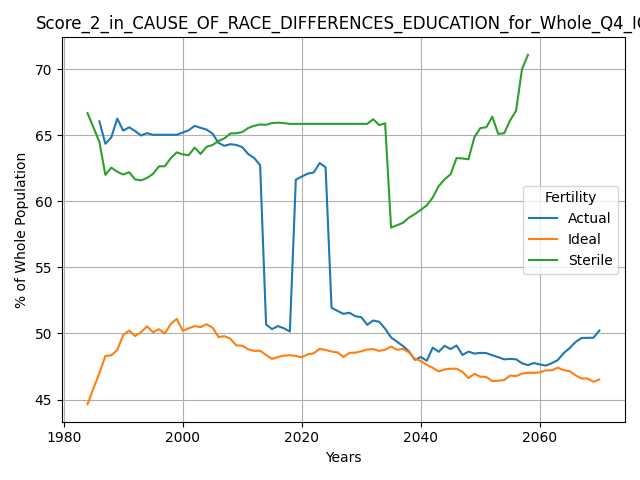 Score_2_in_CAUSE_OF_RACE_DIFFERENCES_EDUCATION_for_Whole_Q4_I
% of Whole Population
70
65
60
55
50
45
Fertility
Actual
Ideal
Sterile
1980 2000 2020 2040 2060
Years